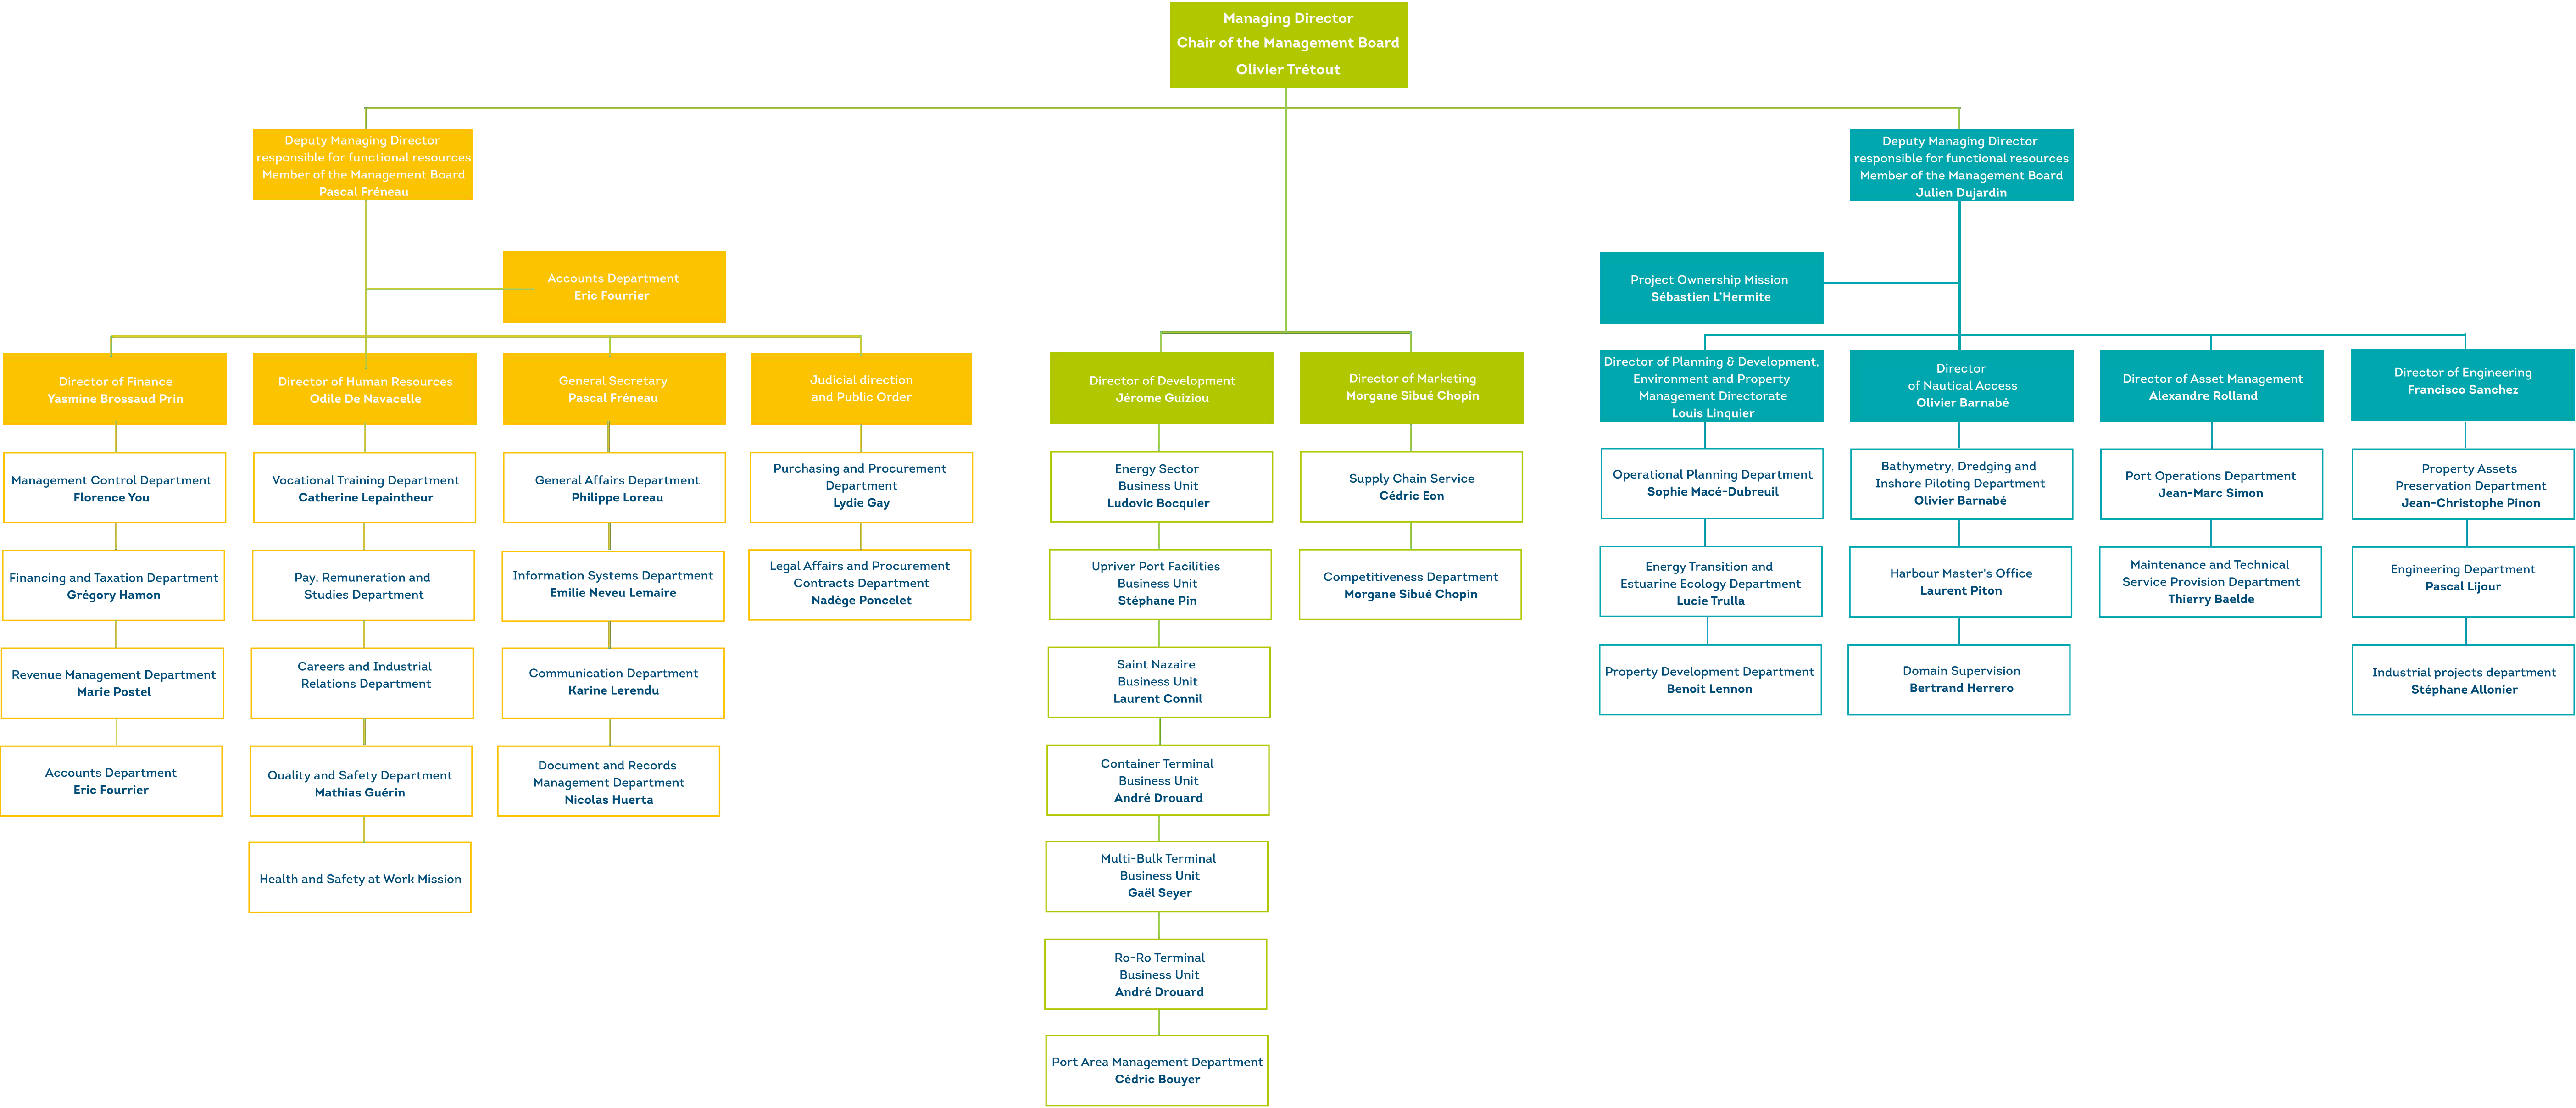 Managing Director
Chair of the Management Board
Olivier Trétout
Deputy Managing Director
responsible for functional resources
Member of the Management Board
Pascal Fréneau
Deputy Managing Director
responsible for functional resources
Member of the Management Board
Julien Dujardin
Accounts Department
Eric Fourrier
Project Ownership Mission
Sébastien L'Hermite
Director of Finance
Yasmine Brossaud Prin
Director of Human Resources
Odile De Navacelle
General Secretary
Pascal Fréneau
Judicial direction
and Public Order
Director of Development
Jérome Guiziou
Director of Marketing
Morgane Sibué Chopin
Director of Planning & Development,
Environment and Property
Management Directorate
Louis Linquier
Director
of Nautical Access
Olivier Barnabé
Director of Asset Management
Alexandre Rolland
Director of Engineering
Francisco Sanchez
Management Control Department
Florence You
Vocational Training Department
Catherine Lepaintheur
General Affairs Department
Philippe Loreau
Purchasing and Procurement
Department
Lydie Gay
Energy Sector
Business Unit
Ludovic Bocquier
Supply Chain Service
Cédric Eon
Operational Planning Department
Sophie Macé-Dubreuil
Bathymetry, Dredging and
Inshore Piloting Department
Olivier Barnabé
Port Operations Department
Jean-Marc Simon
Property Assets
Preservation Department
Jean-Christophe Pinon
Financing and Taxation Department
Grégory Hamon
Pay, Remuneration and
Studies Department
Information Systems Department
Emilie Neveu Lemaire
Legal Affairs and Procurement
Contracts Department
Nadège Poncelet
Upriver Port Facilities
Business Unit
Stéphane Pin
Competitiveness Department
Morgane Sibué Chopin
Energy Transition and
Estuarine Ecology Department
Lucie Trulla
Harbour Master's Office
Laurent Piton
Maintenance and Technical
Service Provision Department
Thierry Baelde
Engineering Department
Pascal Lijour
Revenue Management Department
Marie Postel
Careers and Industrial
Relations Department
Communication Department
Karine Lerendu
Saint Nazaire
Business Unit
Laurent Connil
Property Development Department
Benoit Lennon
Domain Supervision
Bertrand Herrero
Industrial projects department
Stéphane Allonier
Accounts Department
Eric Fourrier
Quality and Safety Department
Mathias Guérin
Document and Records
Management Department
Nicolas Huerta
Container Terminal
Business Unit
André Drouard
Health and Safety at Work Mission
Multi-Bulk Terminal
Business Unit
Gaël Seyer
Ro-Ro Terminal
Business Unit
André Drouard
Port Area Management Department
Cédric Bouyer